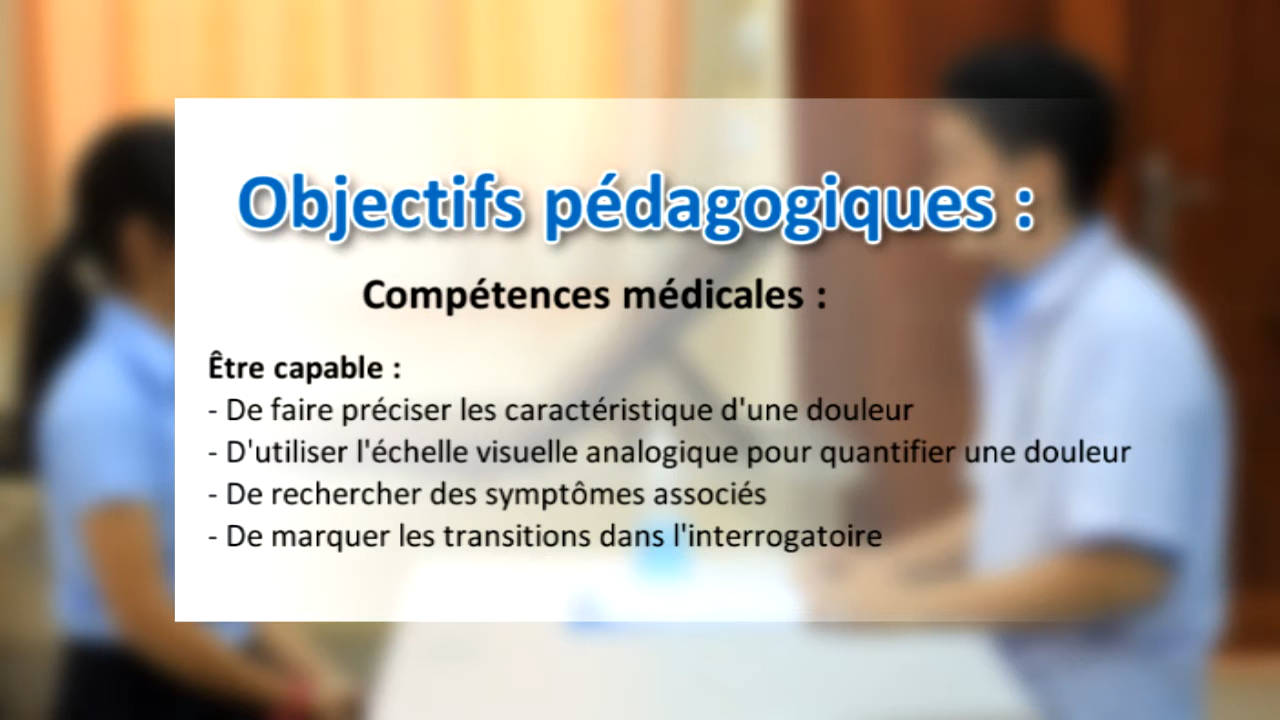 Objectifs pédagogiques :
Compétences médicales :
Être capable :
- De faire préciser les caractéristique d'une douleur
- D'utiliser l'échelle visuelle analogique pour quantifier une douleur
- De rechercher des symptômes associés
- De marquer les transitions dans l'interrogatoire